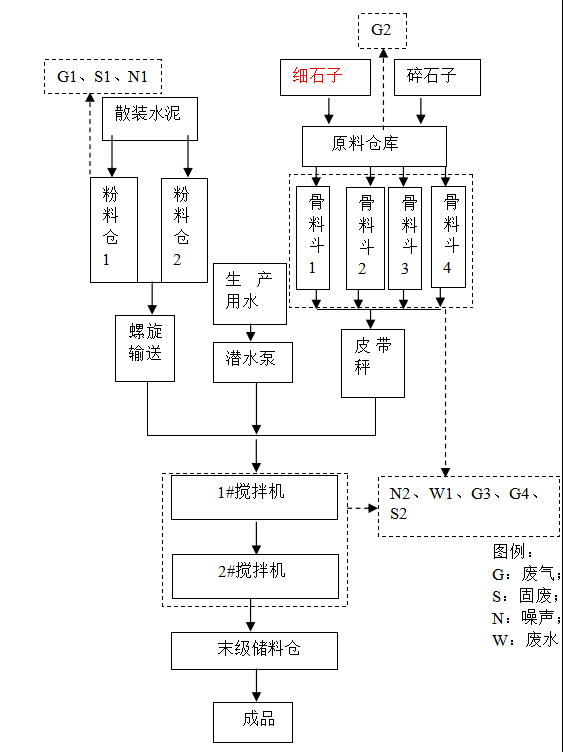 G2
G1、S1、N1
细石子
碎石子
散装水泥
原料仓库
粉
料
仓
1
粉
料
仓
2
骨
料
斗
1
骨
料
斗
2
骨
料
斗
3
骨
料
斗
4
生 产
用水
螺旋
输送
潜水泵
皮 带
秤
1#搅拌机
N2、W1、G3、G4、
S2
2#搅拌机
图例：
G：废气；
S：固废；
N：噪声；
W：废水
末级储料仓
成品